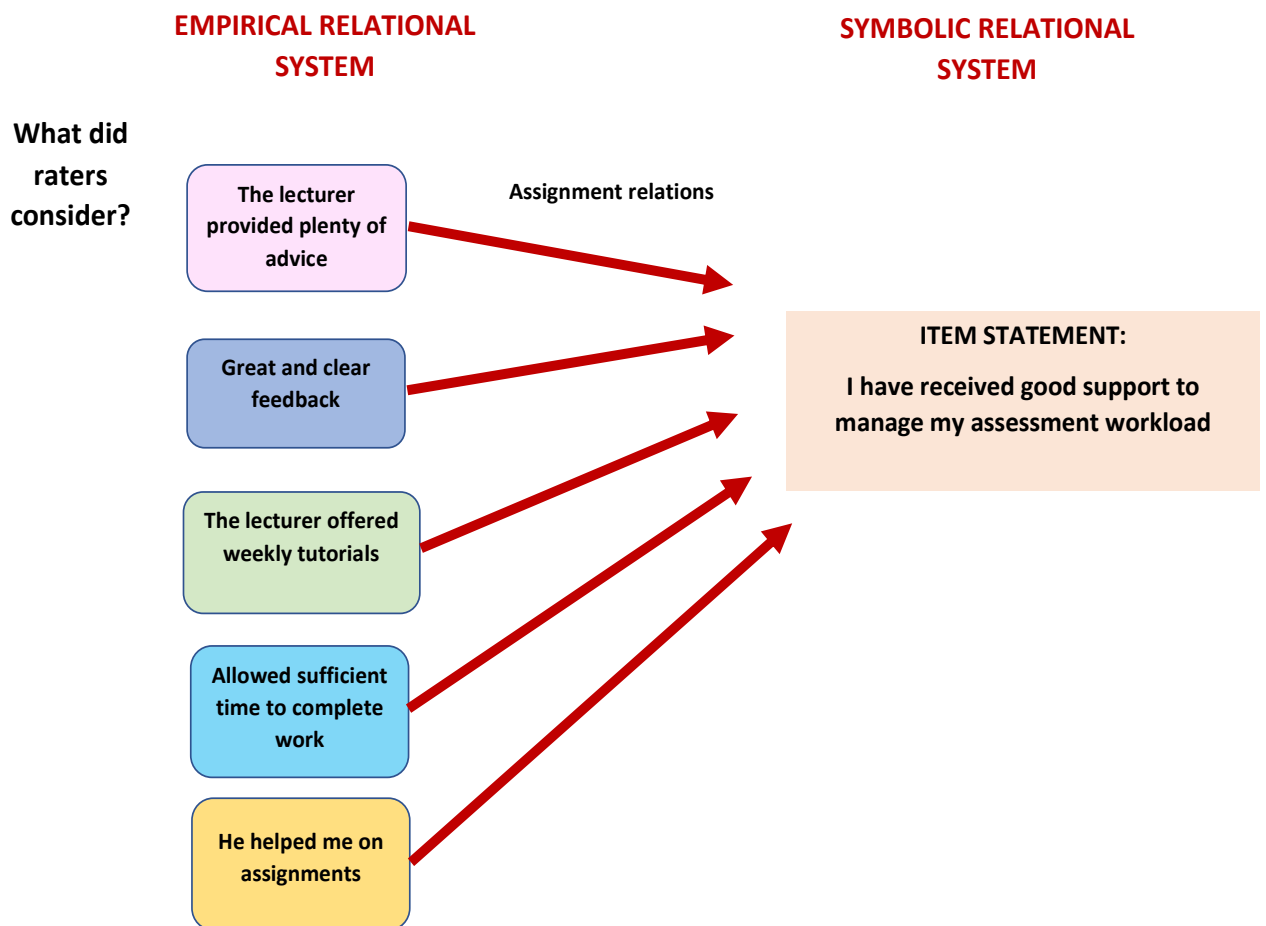 EMPIRICAL RELATIONAL
SYSTEM
SYMBOLIC RELATIONAL
SYSTEM
What did
raters
consider?
The lecturer
provided plenty of
advice
Assignment relations
Great and clear
feedback
ITEM STATEMENT:
I have received good support to
manage my assessment workload
The lecturer offered
weekly tutorials
Allowed sufficient
time to complete
work
He helped me on
assignments